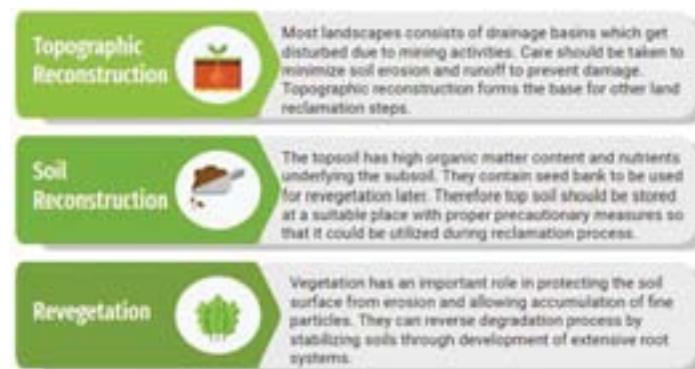 Topographic
Reconstruction
Most landscapes consists of drainage basins which get
disturbed due to mining activities. Care should be taken to
minimize soil erosion and runoff to prevent damage.
Topographic reconstruction forms the base for other land
reclamation steps.
Soil
Reconstruction
The topsoil has high organic matter content and nutrients
underlying the subsoil. They contain seed bank to be used
for revegetation later. Therefore top soil should be stored
at a suitable place with proper precautionary measures so
that it could be utilized during reclamation process.
Revegetation
Vegetation has an important role in protecting the soil
surface from erosion and allowing accumulation of fine
particles. They can reverse degradation process by
stabilizing soils through development of extensive root
systems.